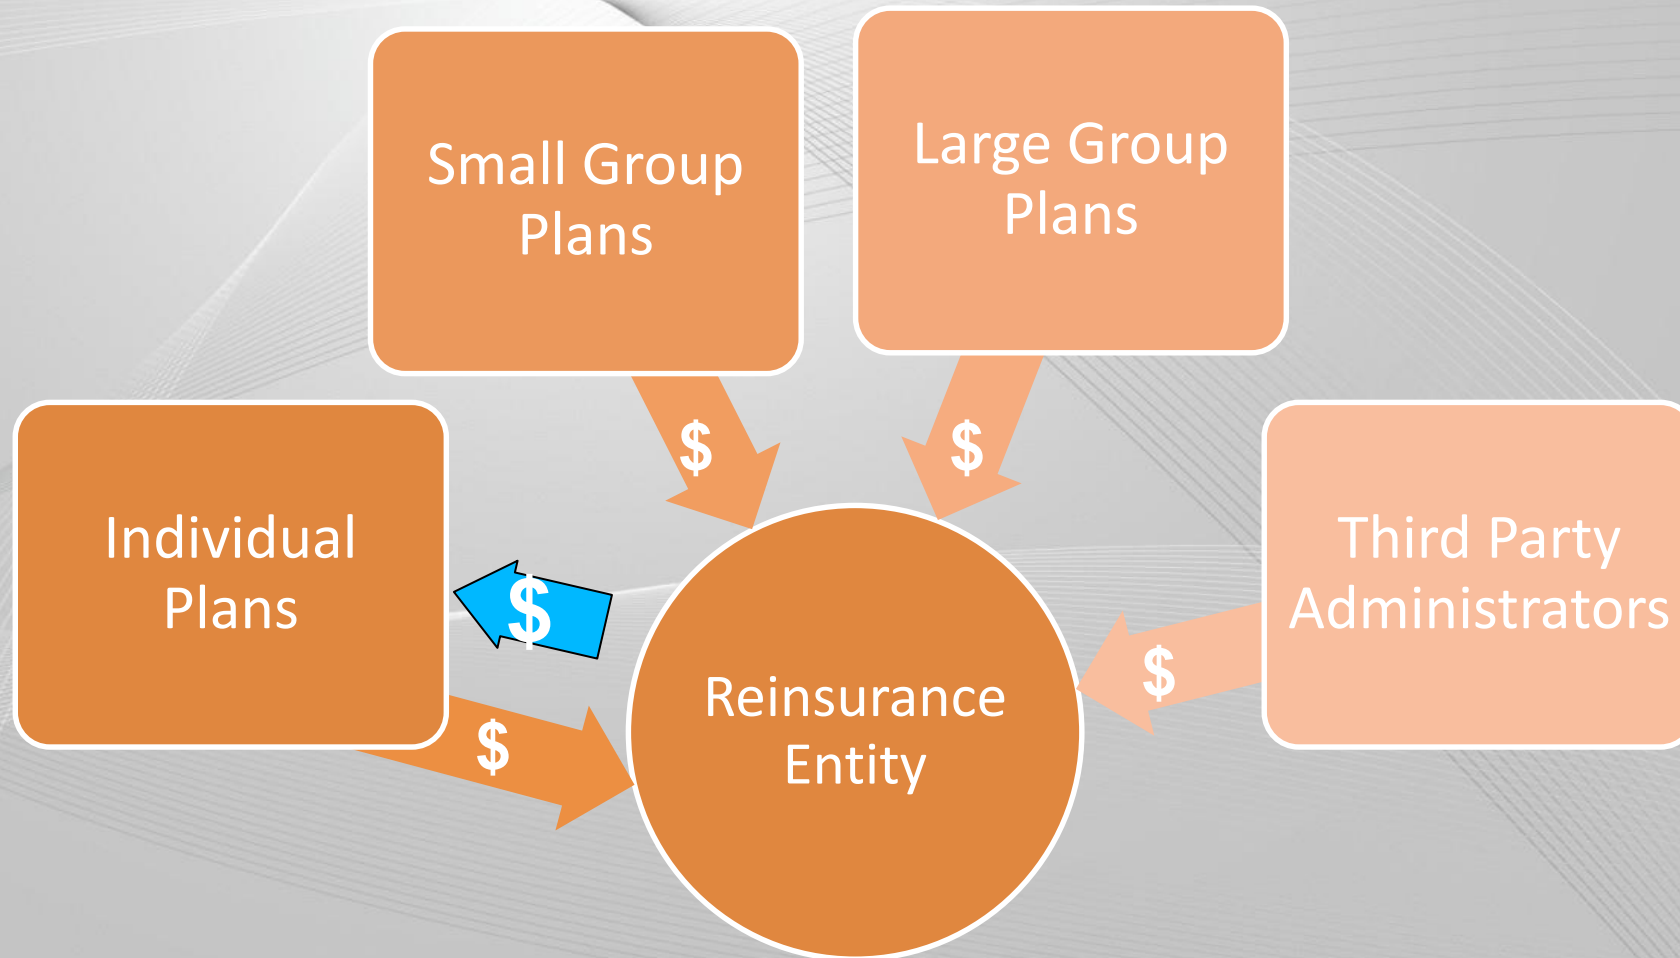 Small Group
Plans
Large Group
Plans
$
$
Individual
Plans
$
$
Third Party
Administrators
$
Reinsurance
Entity